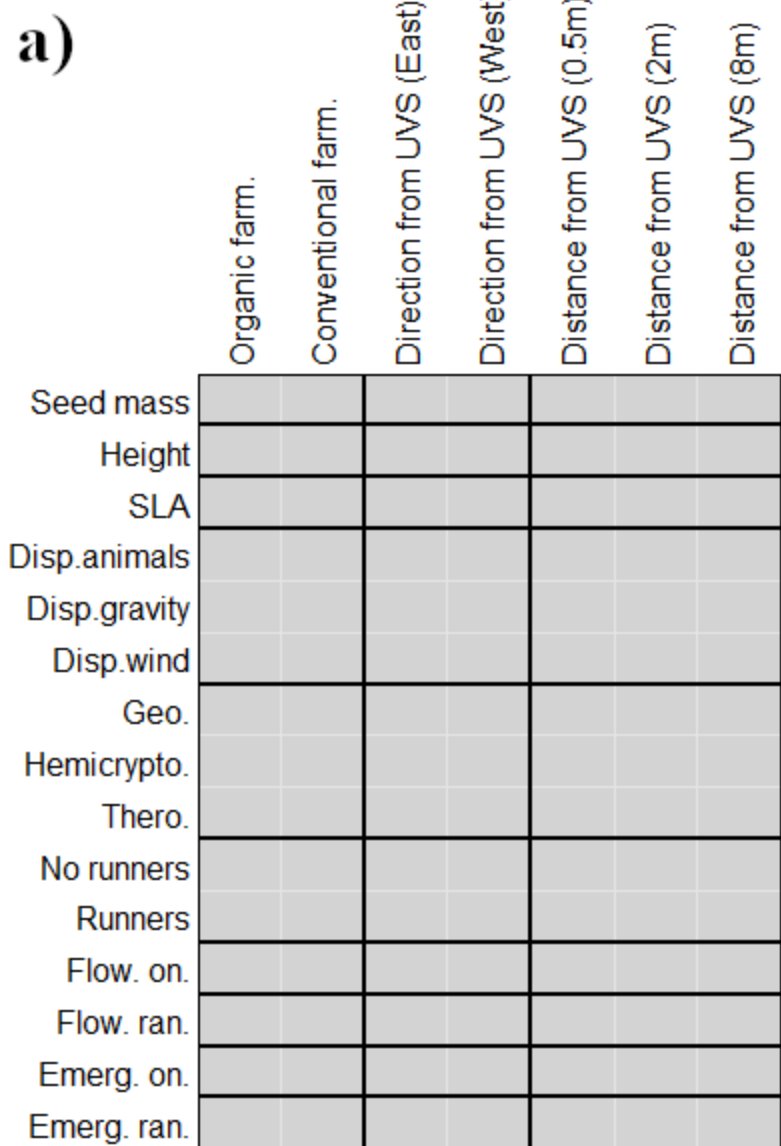 a)
Organic farm.
Conventional farm.
Direction from UVS (East)
Direction from UVS (West)
Distance from UVS (0.5m)
Distance from UVS (2m)
Distance from UVS (8m)
Seed mass
Height
SLA
Disp.animals
Disp.gravity
Disp.wind
Geo.
Hemicrypto.
Thero.
No runners
Runners
Flow. on.
Flow. ran.
Emerg. on.
Emerg. ran.